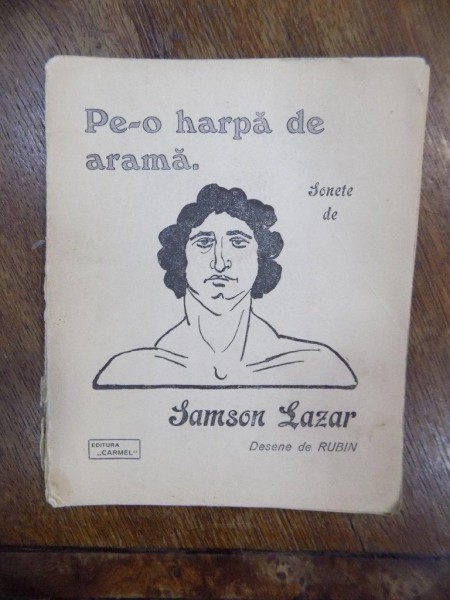 Pe-o harpă de
aramă.
Sonete
de
Samson Lazar
Desene de RUBIN
EDITURA
„CARMEL"